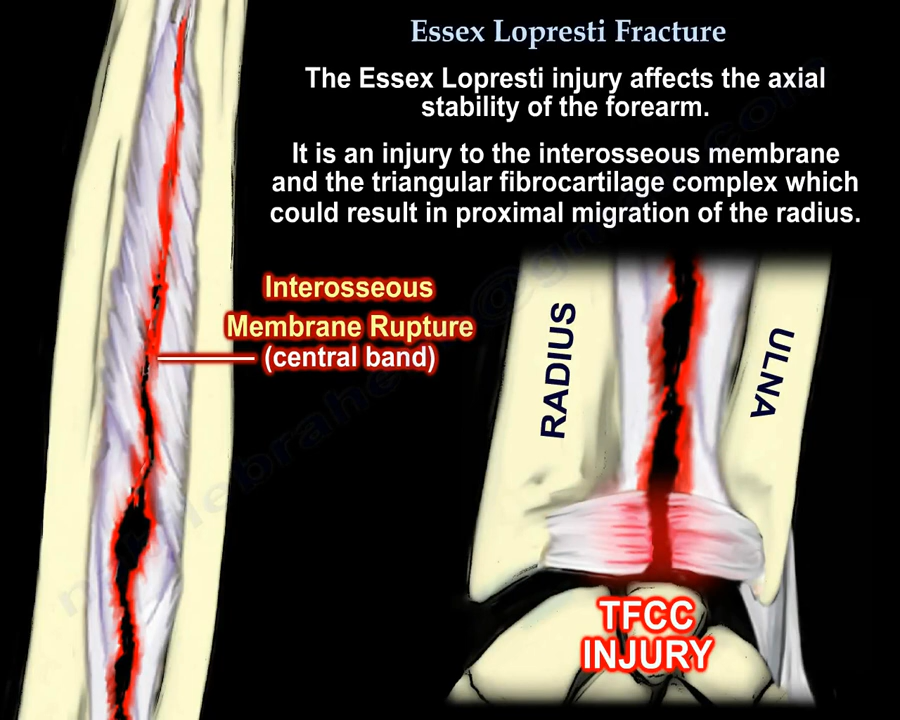 Essex Lopresti Fracture
The Essex Lopresti injury affects the axial
stability of the forearm.
It is an injury to the interosseous membrane
and the triangular fibrocartilage complex which
could result in proximal migration of the radius.
Interosseous
Membrane Rupture
(central band)
RADIUS
ULNA
TFCC
INJURY